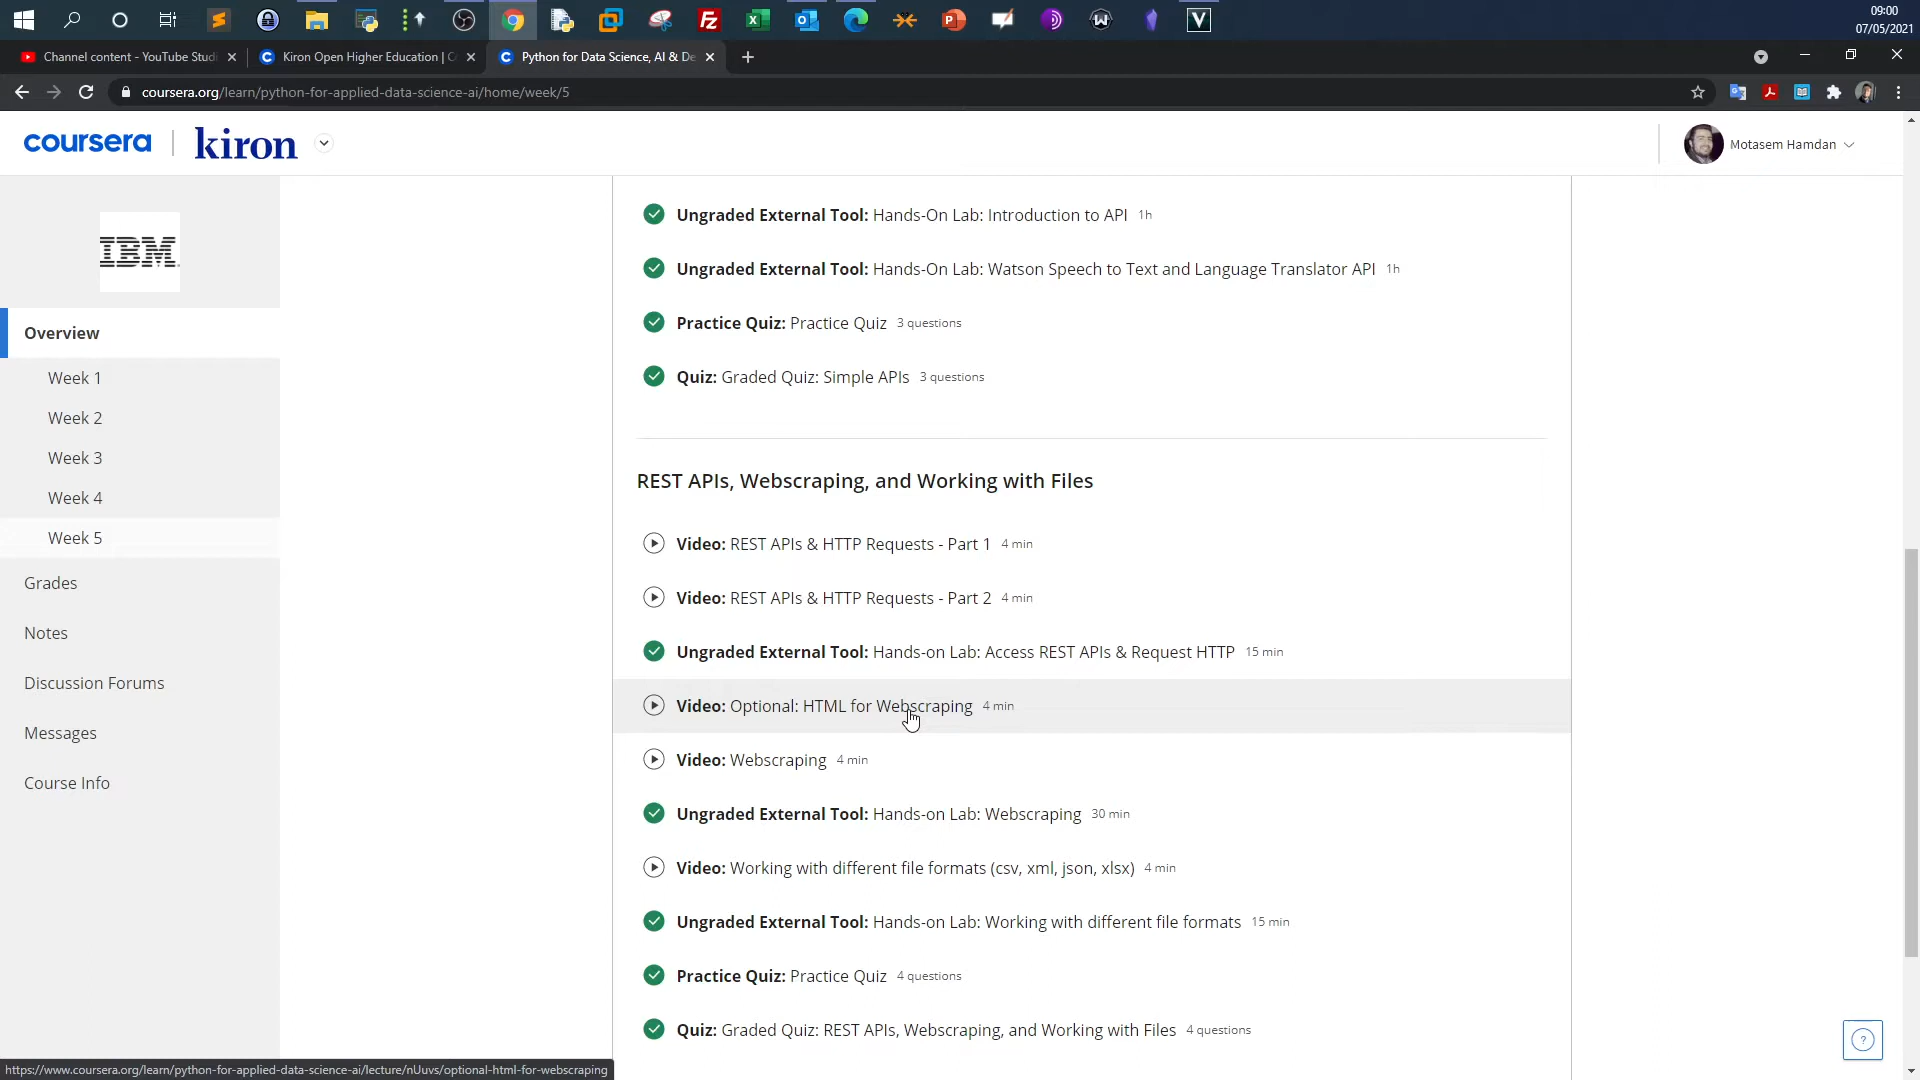 09:00
07/05/2021
Channel content - YouTube Studi
Kiron Open Higher Education | C
Python for Data Science, AI & De
coursera.org/learn/python-for-applied-data-science-ai/home/week/5
coursera | kiron
Motasem Hamdan
IBM
Overview
Week 1
Week 2
Week 3
Week 4
Week 5
Grades
Notes
Discussion Forums
Messages
Course Info
Ungraded External Tool: Hands-On Lab: Introduction to API 1h
Ungraded External Tool: Hands-On Lab: Watson Speech to Text and Language Translator API 1h
Practice Quiz: Practice Quiz 3 questions
Quiz: Graded Quiz: Simple APIs 3 questions
REST APIs, Webscraping, and Working with Files
Video: REST APIs & HTTP Requests - Part 1 4 min
Video: REST APIs & HTTP Requests - Part 2 4 min
Ungraded External Tool: Hands-on Lab: Access REST APIs & Request HTTP 15 min
Video: Optional: HTML for Webscraping 4 min
Video: Webscraping 4 min
Ungraded External Tool: Hands-on Lab: Webscraping 30 min
Video: Working with different file formats (csv, xml, json, xlsx) 4 min
Ungraded External Tool: Hands-on Lab: Working with different file formats 15 min
Practice Quiz: Practice Quiz 4 questions
Quiz: Graded Quiz: REST APIs, Webscraping, and Working with Files 4 questions
?
https://www.coursera.org/learn/python-for-applied-data-science-ai/lecture/nUuvs/optional-html-for-webscraping